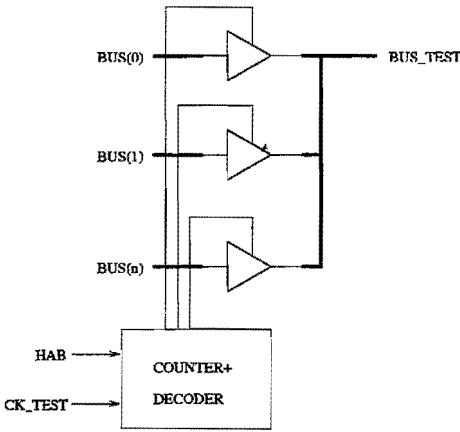 BUS(0)
BUS_TEST
BUS(1)
BUS(n)
HAB
COUNTER+
DECODER
CK_TEST